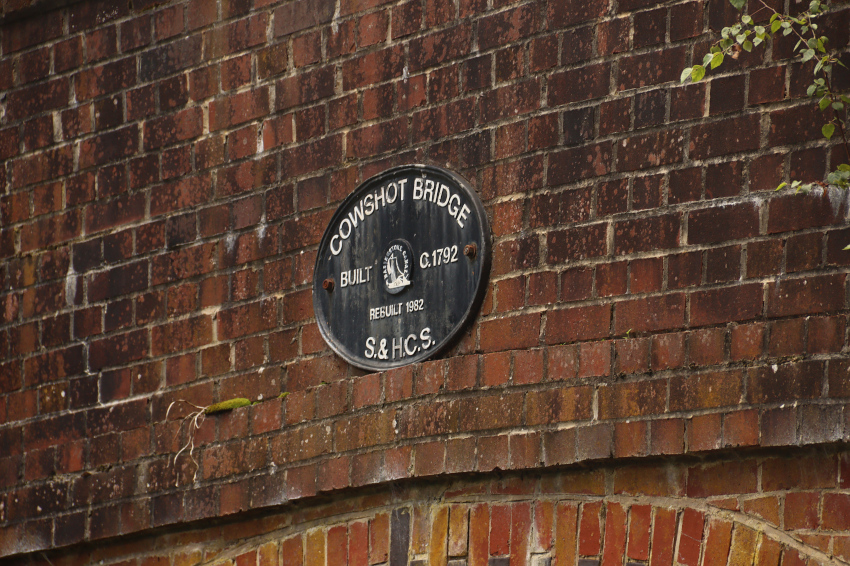 COWSHOT BRIDGE
BUILT C.1792
REBUILT 1982
S.&H.C.S.